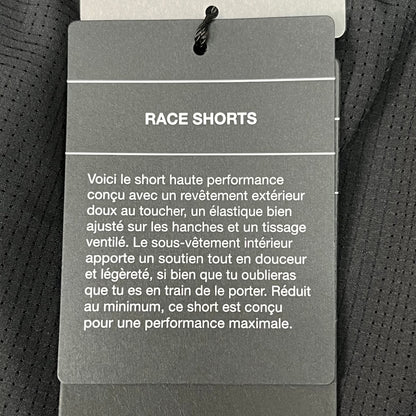 RACE SHORTS
Voici le short haute performance
conçu avec un revêtement extérieur
doux au toucher, un élastique bien
ajusté sur les hanches et un tissage
ventilé. Le sous-vêtement intérieur
apporte un soutien tout en douceur
et légèreté, si bien que tu oublieras
que tu es en train de le porter. Réduit
au minimum, ce short est conçu
pour une performance maximale.